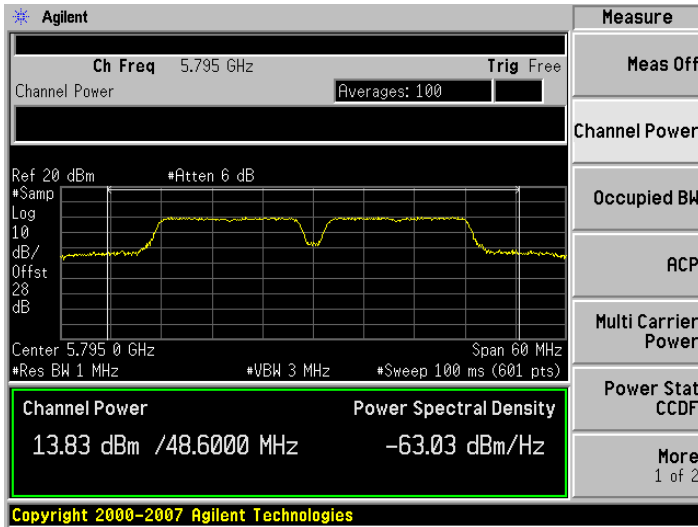 Agilent
Measure
Ch Freq 5.795 GHz Trig Free
Channel Power Averages: 100
Ref 20 dBm #Atten 6 dB
#Samp
Log
10
dB/
Offst
28
dB
Center 5.795 0 GHz Span 60 MHz
#Res BW 1 MHz #VBW 3 MHz #Sweep 100 ms (601 pts)
Channel Power Power Spectral Density
13.83 dBm /48.6000 MHz -63.03 dBm/Hz
Copyright 2000-2007 Agilent Technologies
Meas Off
Channel Power
Occupied BW
ACP
Multi Carrier
Power
Power Stat
CCDF
More
1 of 2